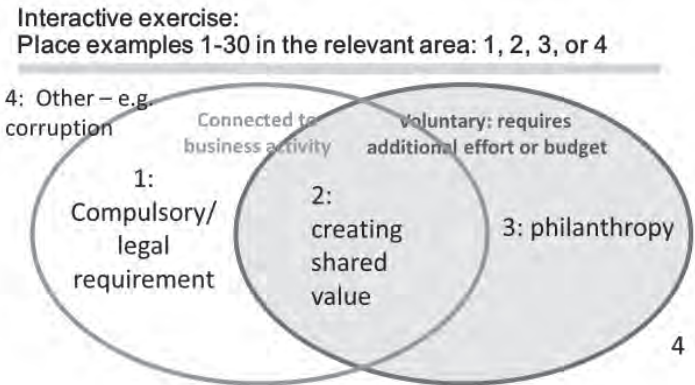 Interactive exercise:
Place examples 1-30 in the relevant area: 1, 2, 3, or 4
4: Other – e.g.
corruption
Connected to
business activity
Voluntary: requires
additional effort or budget
1:
Compulsory/
legal
requirement
2:
creating
shared
value
3: philanthropy
4